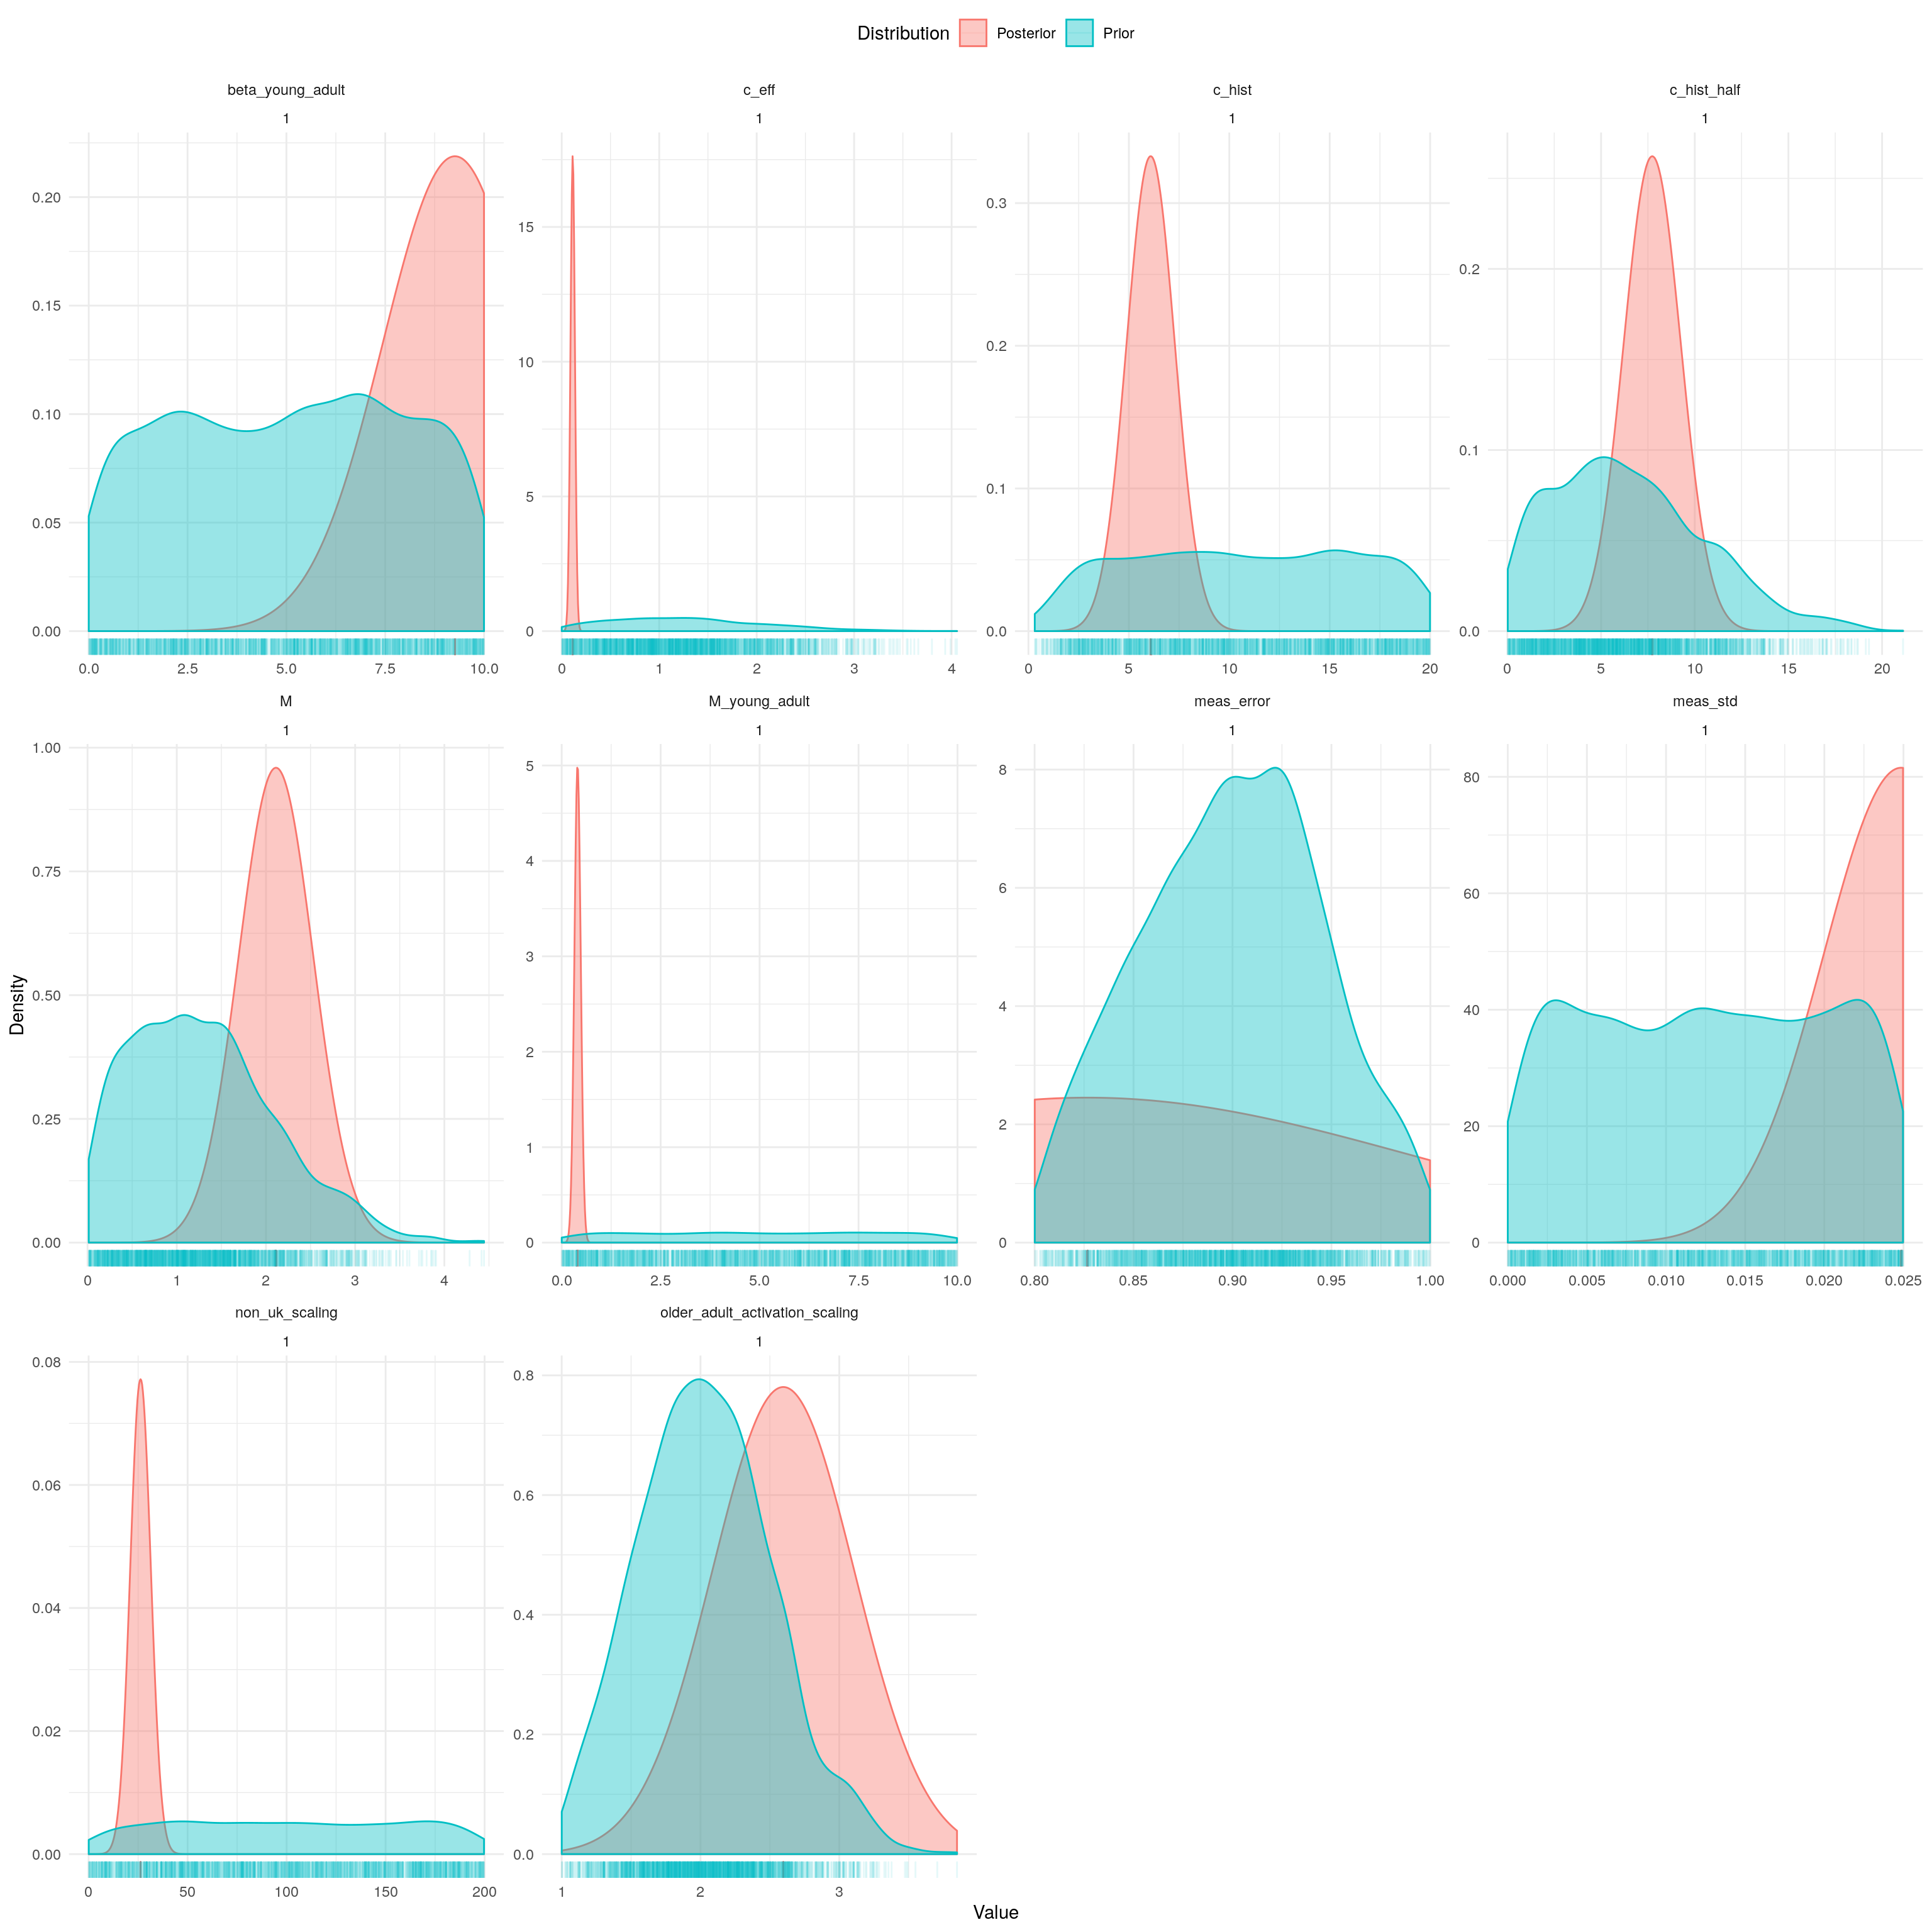 Distribution Posterior Prior
beta_young_adult c_eff c_hist c_hist_half
1 1 1 1
0.20
0.15
0.10
0.05
0.00
0.0 2.5 5.0 7.5 10.0
15
10
5
0
0 1 2 3 4
0.3
0.2
0.1
0.0
0 5 10 15 20
0.2
0.1
0.0
0 5 10 15 20
M M_young_adult meas_error meas_std
1 1 1 1
1.00
0.75
0.50
0.25
0.00
0 1 2 3 4
5
4
3
2
1
0
0.0 2.5 5.0 7.5 10.0
8
6
4
2
0
0.80 0.85 0.90 0.95 1.00
80
60
40
20
0
0.000 0.005 0.010 0.015 0.020 0.025
non_uk_scaling older_adult_activation_scaling
1 1
0.08
0.06
0.04
0.02
0.00
0 50 100 150 200
0.8
0.6
0.4
0.2
0.0
1 2 3
Density
Value